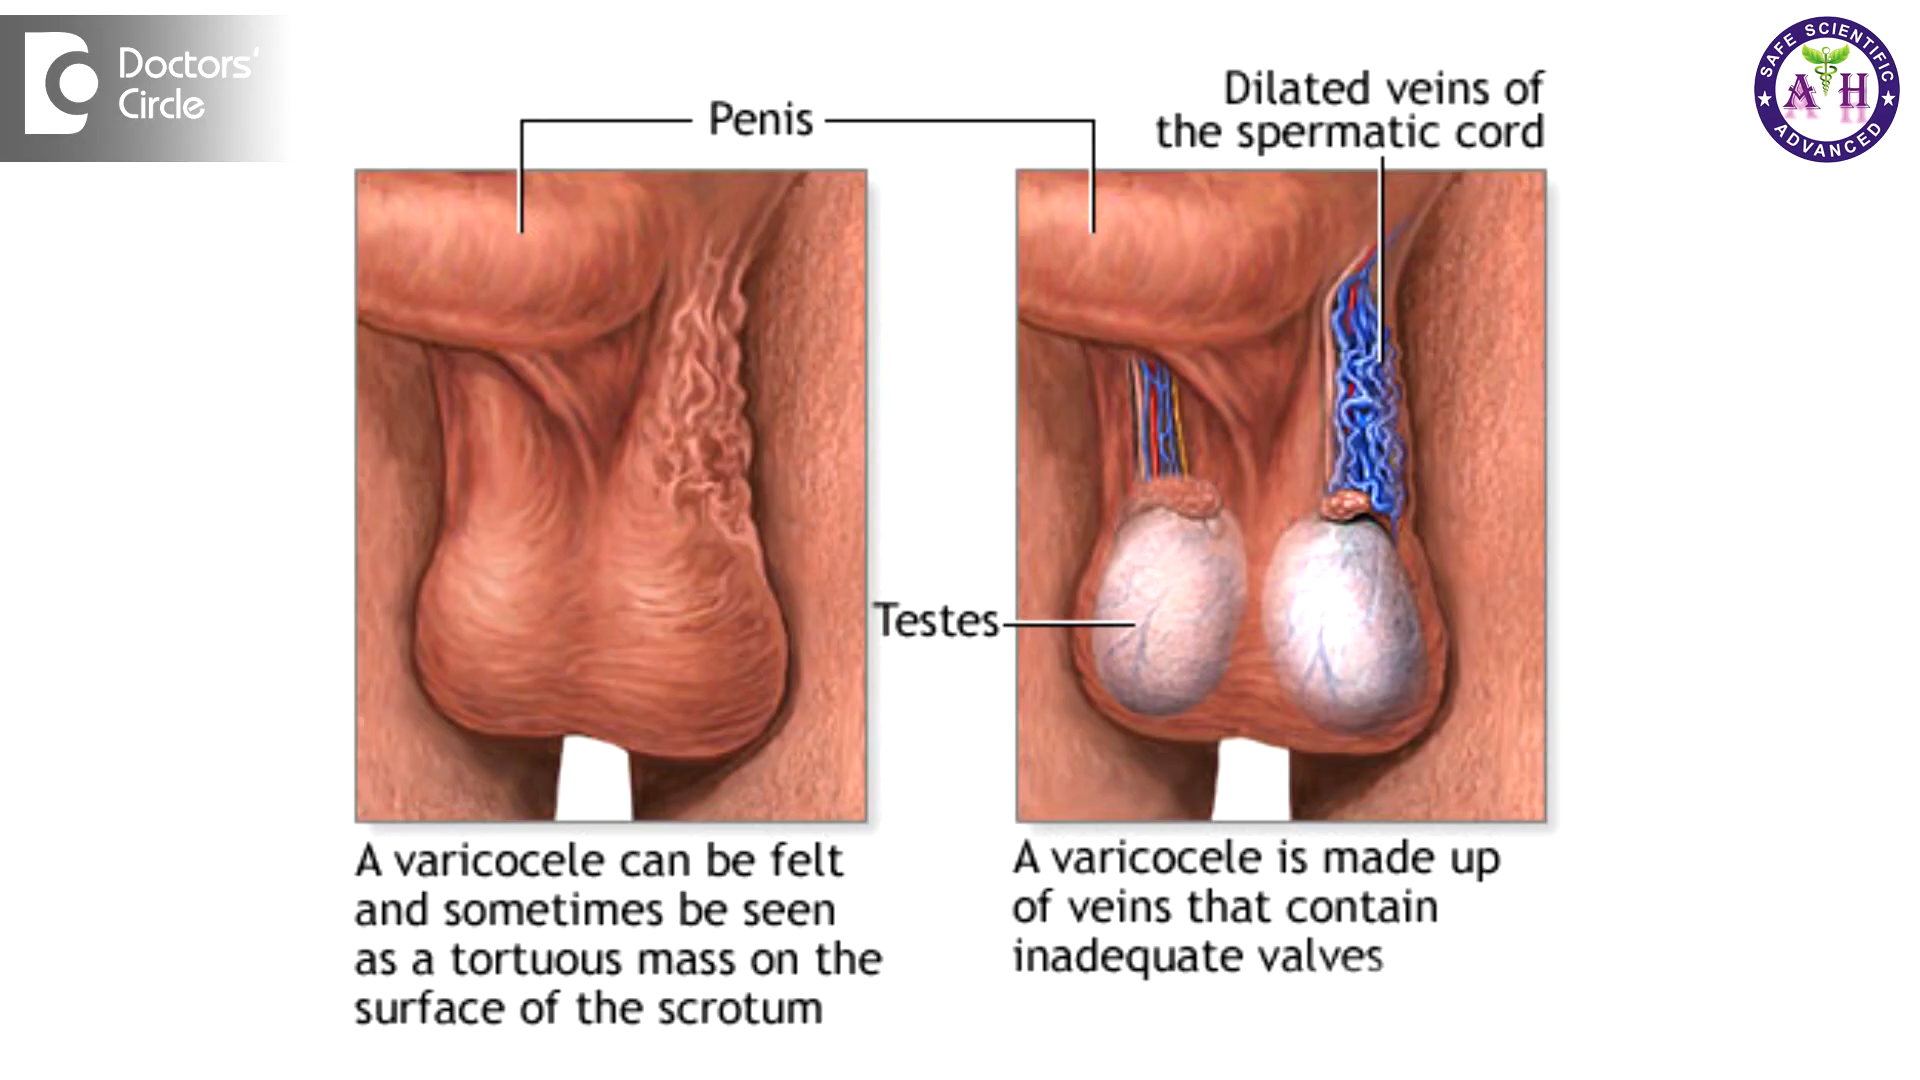 Doctors'
Circle
SAFE SCIENTIFIC
A H
ADVANCED
Penis
Dilated veins of
the spermatic cord
Testes
A varicocele can be felt
and sometimes be seen
as a tortuous mass on the
surface of the scrotum
A varicocele is made up
of veins that contain
inadequate valves